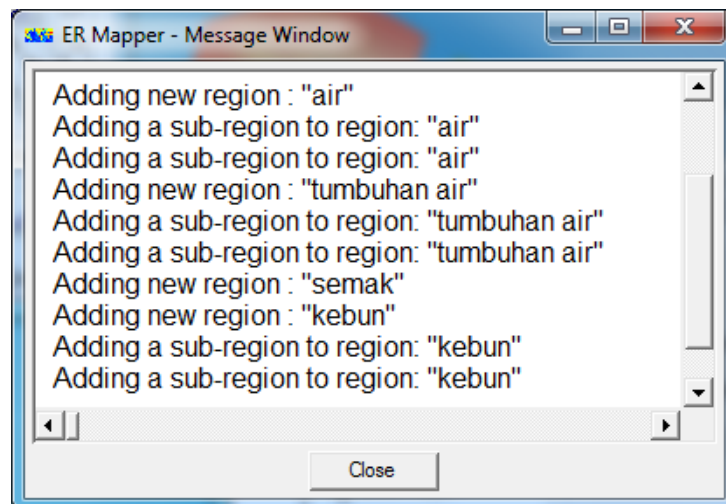 ER Mapper - Message Window
Adding new region : "air"
Adding a sub-region to region: "air"
Adding a sub-region to region: "air"
Adding new region : "tumbuhan air"
Adding a sub-region to region: "tumbuhan air"
Adding a sub-region to region: "tumbuhan air"
Adding new region : "semak"
Adding new region : "kebun"
Adding a sub-region to region: "kebun"
Adding a sub-region to region: "kebun"
Close